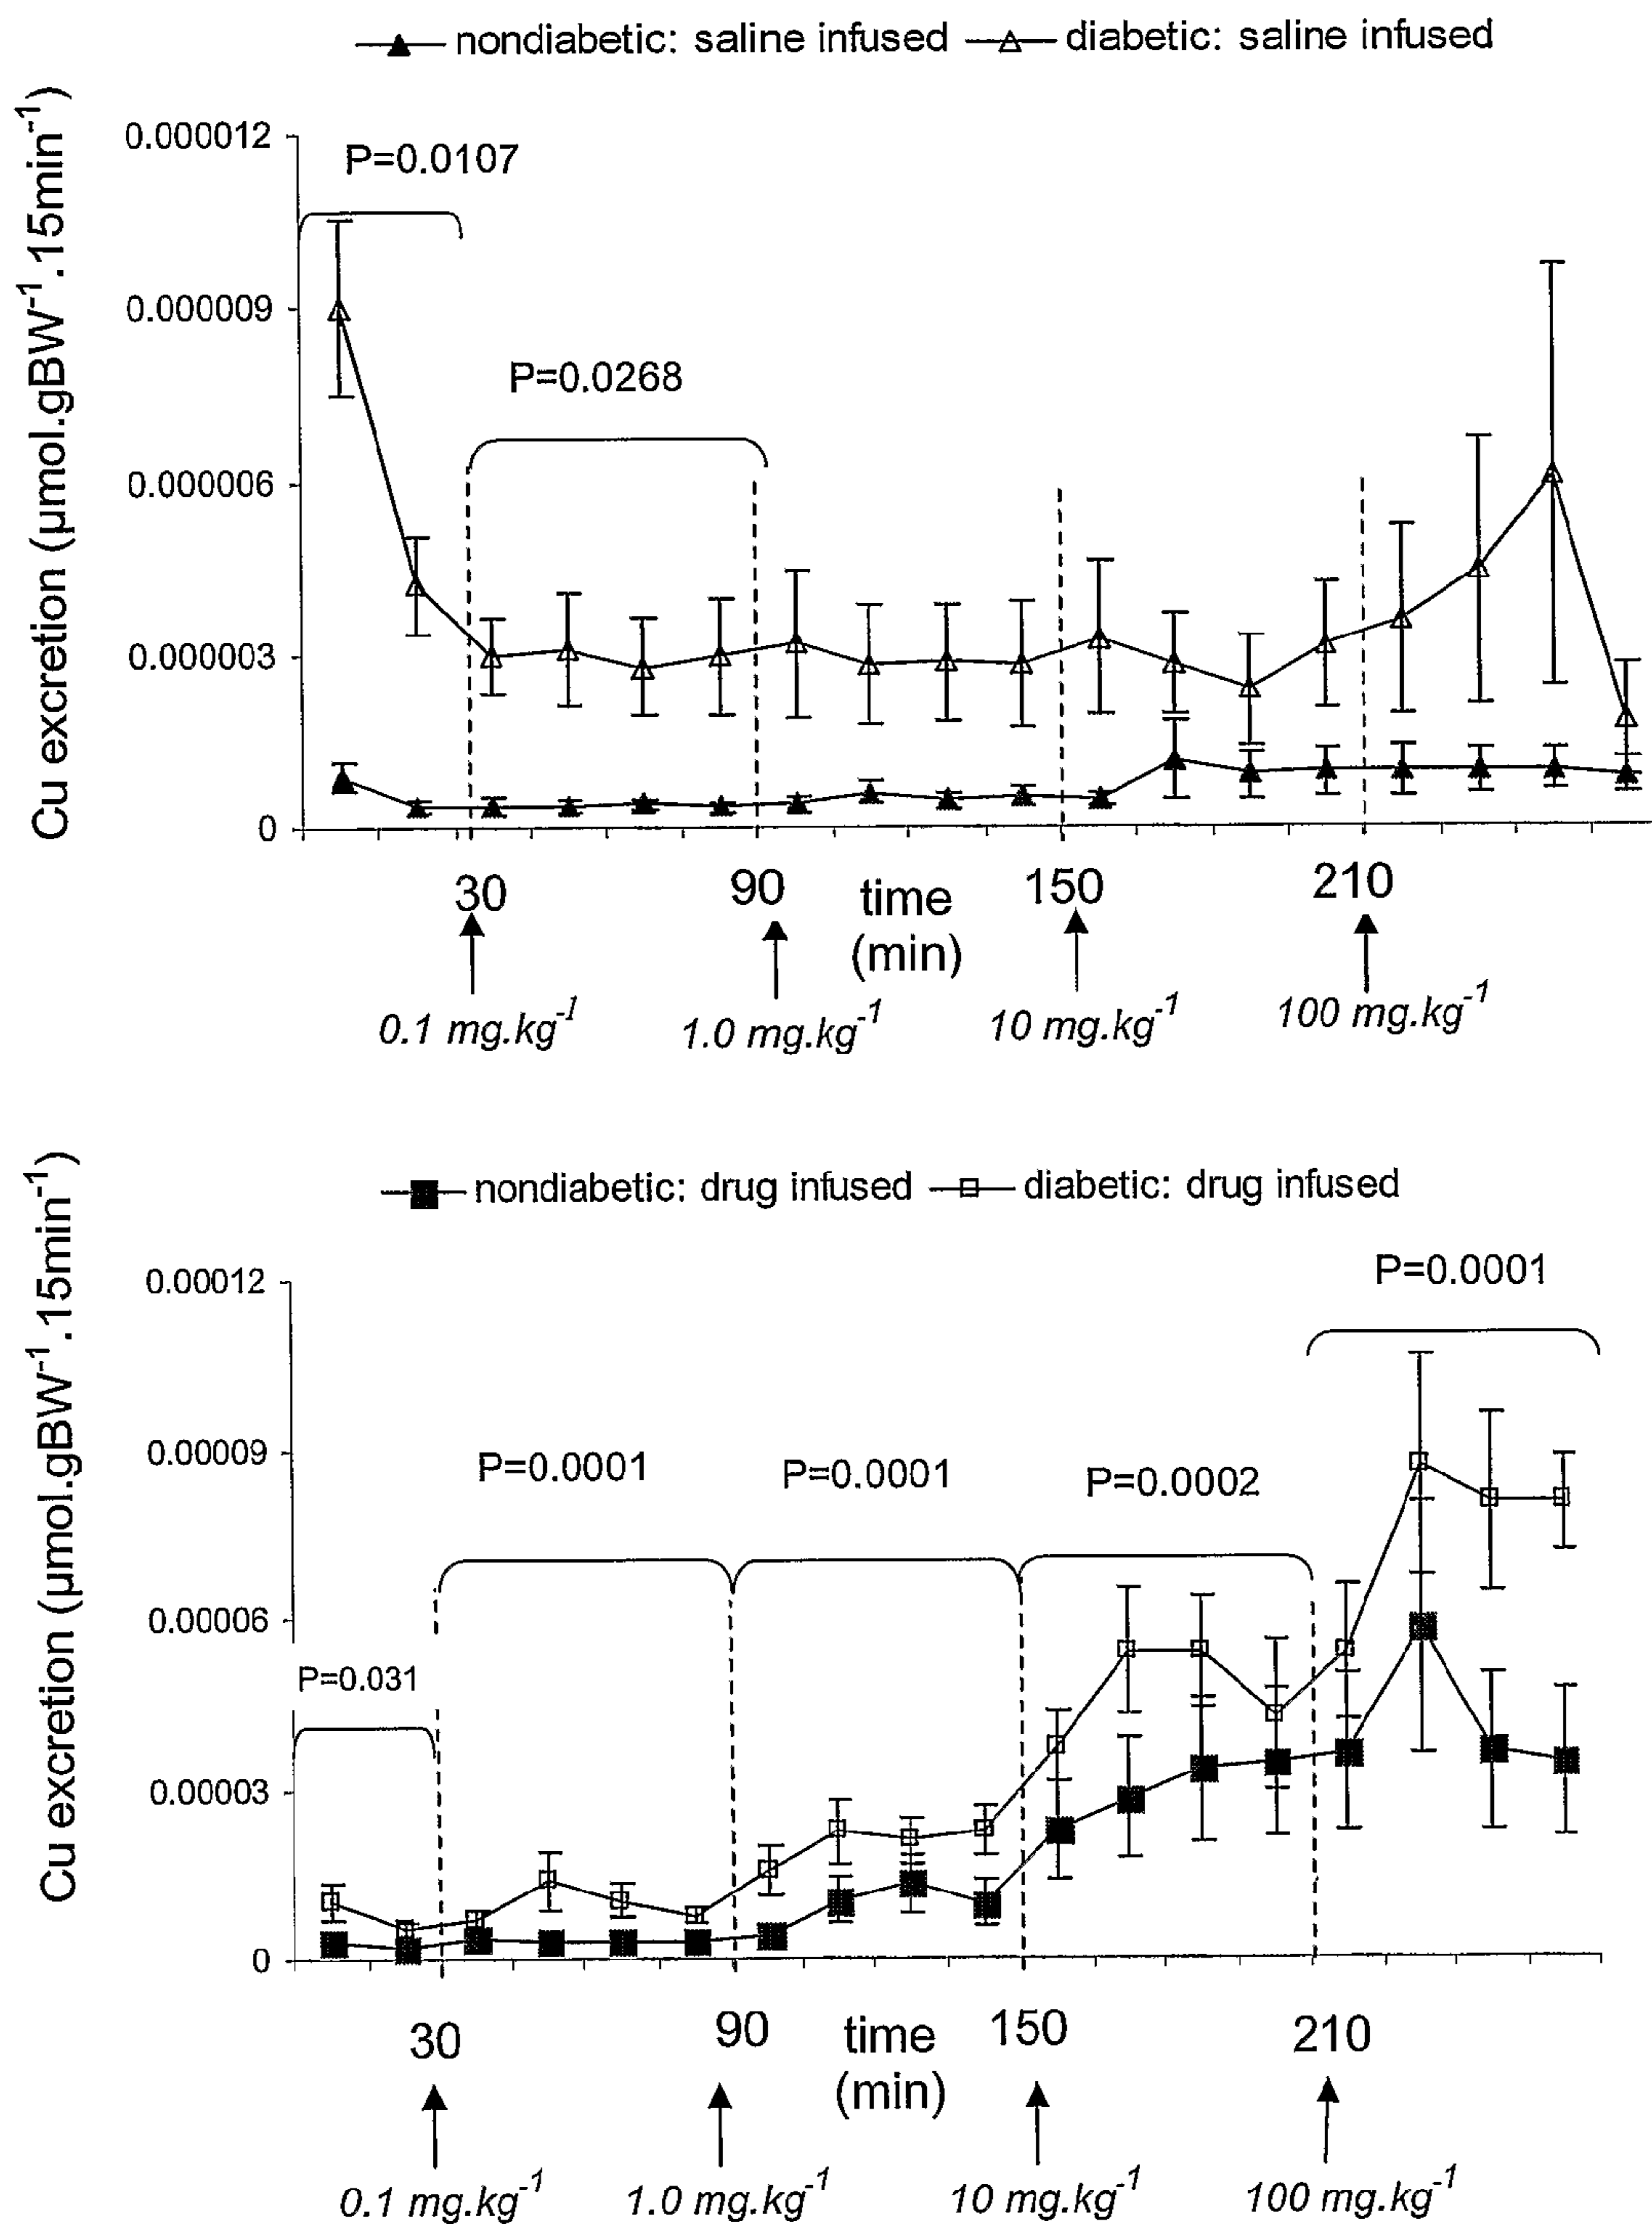 nondiabetic: saline infused diabetic: saline infused
Cu excretion (µmol.gBW⁻¹.15min⁻¹)
0.000012
P=0.0107
0.000009
P=0.0268
0.000006
0.000003
0
30 90 time 150 210
(min)
0.1 mg.kg⁻¹ 1.0 mg.kg⁻¹ 10 mg.kg⁻¹ 100 mg.kg⁻¹
nondiabetic: drug infused diabetic: drug infused
Cu excretion (µmol.gBW⁻¹.15min⁻¹)
P=0.0001
0.00012
0.00009
P=0.0001 P=0.0001 P=0.0002
0.00006
P=0.031
0.00003
0
30 90 time 150 210
(min)
0.1 mg.kg⁻¹ 1.0 mg.kg⁻¹ 10 mg.kg⁻¹ 100 mg.kg⁻¹